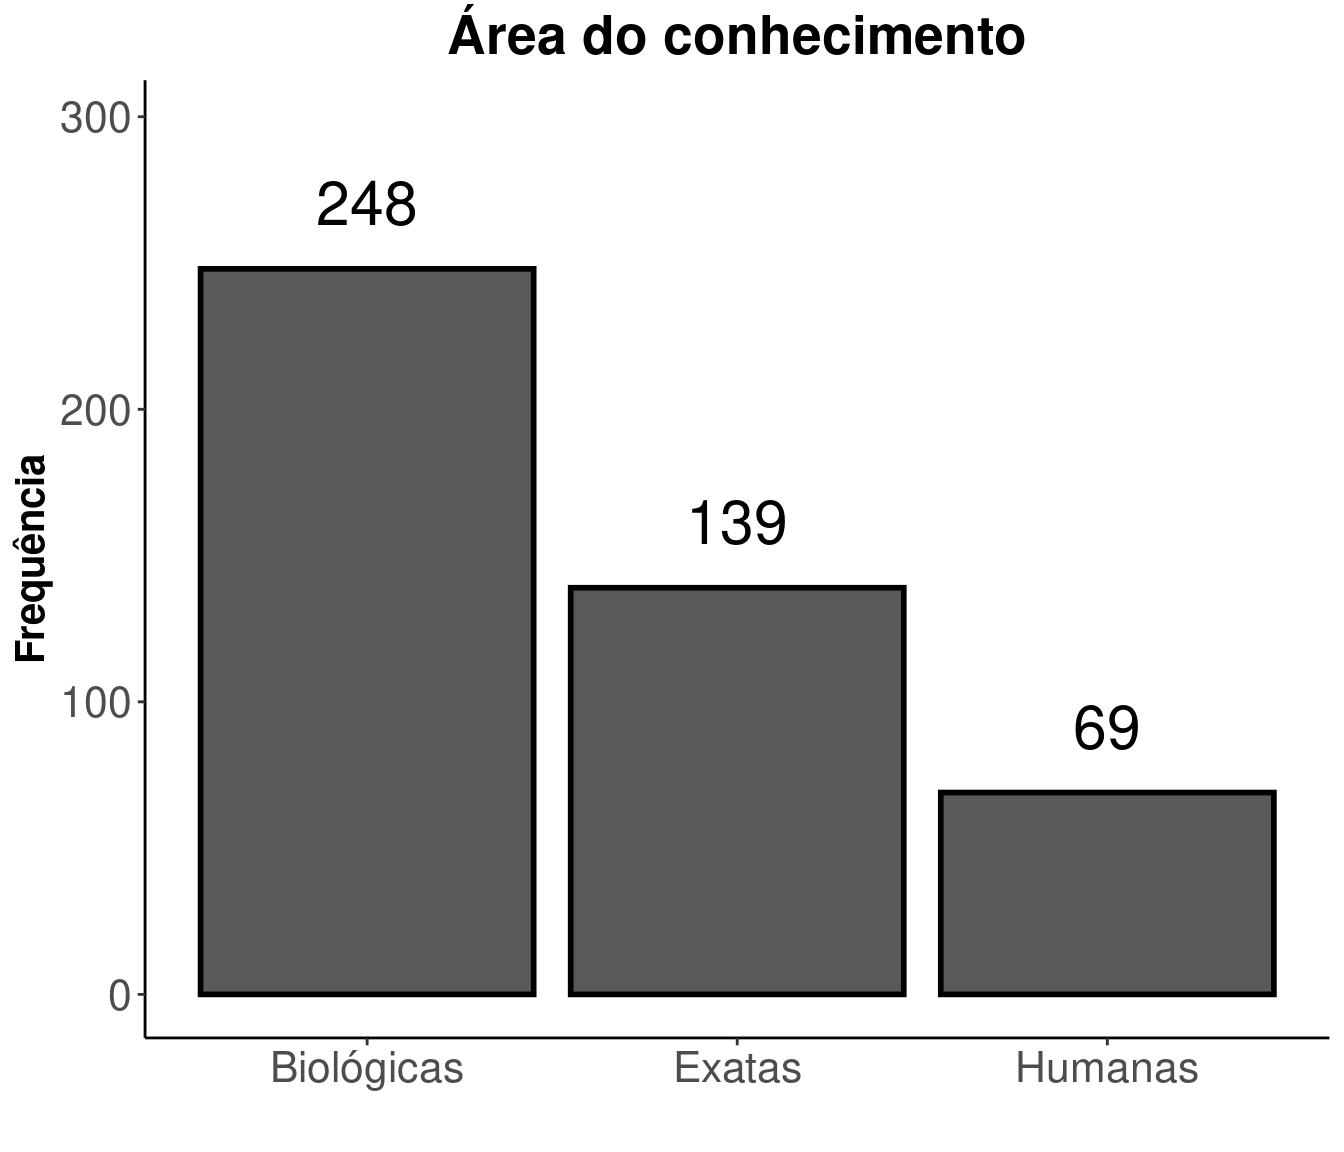 Área do conhecimento
Frequência
300
200
100
0
248
139
69
Biológicas
Exatas
Humanas